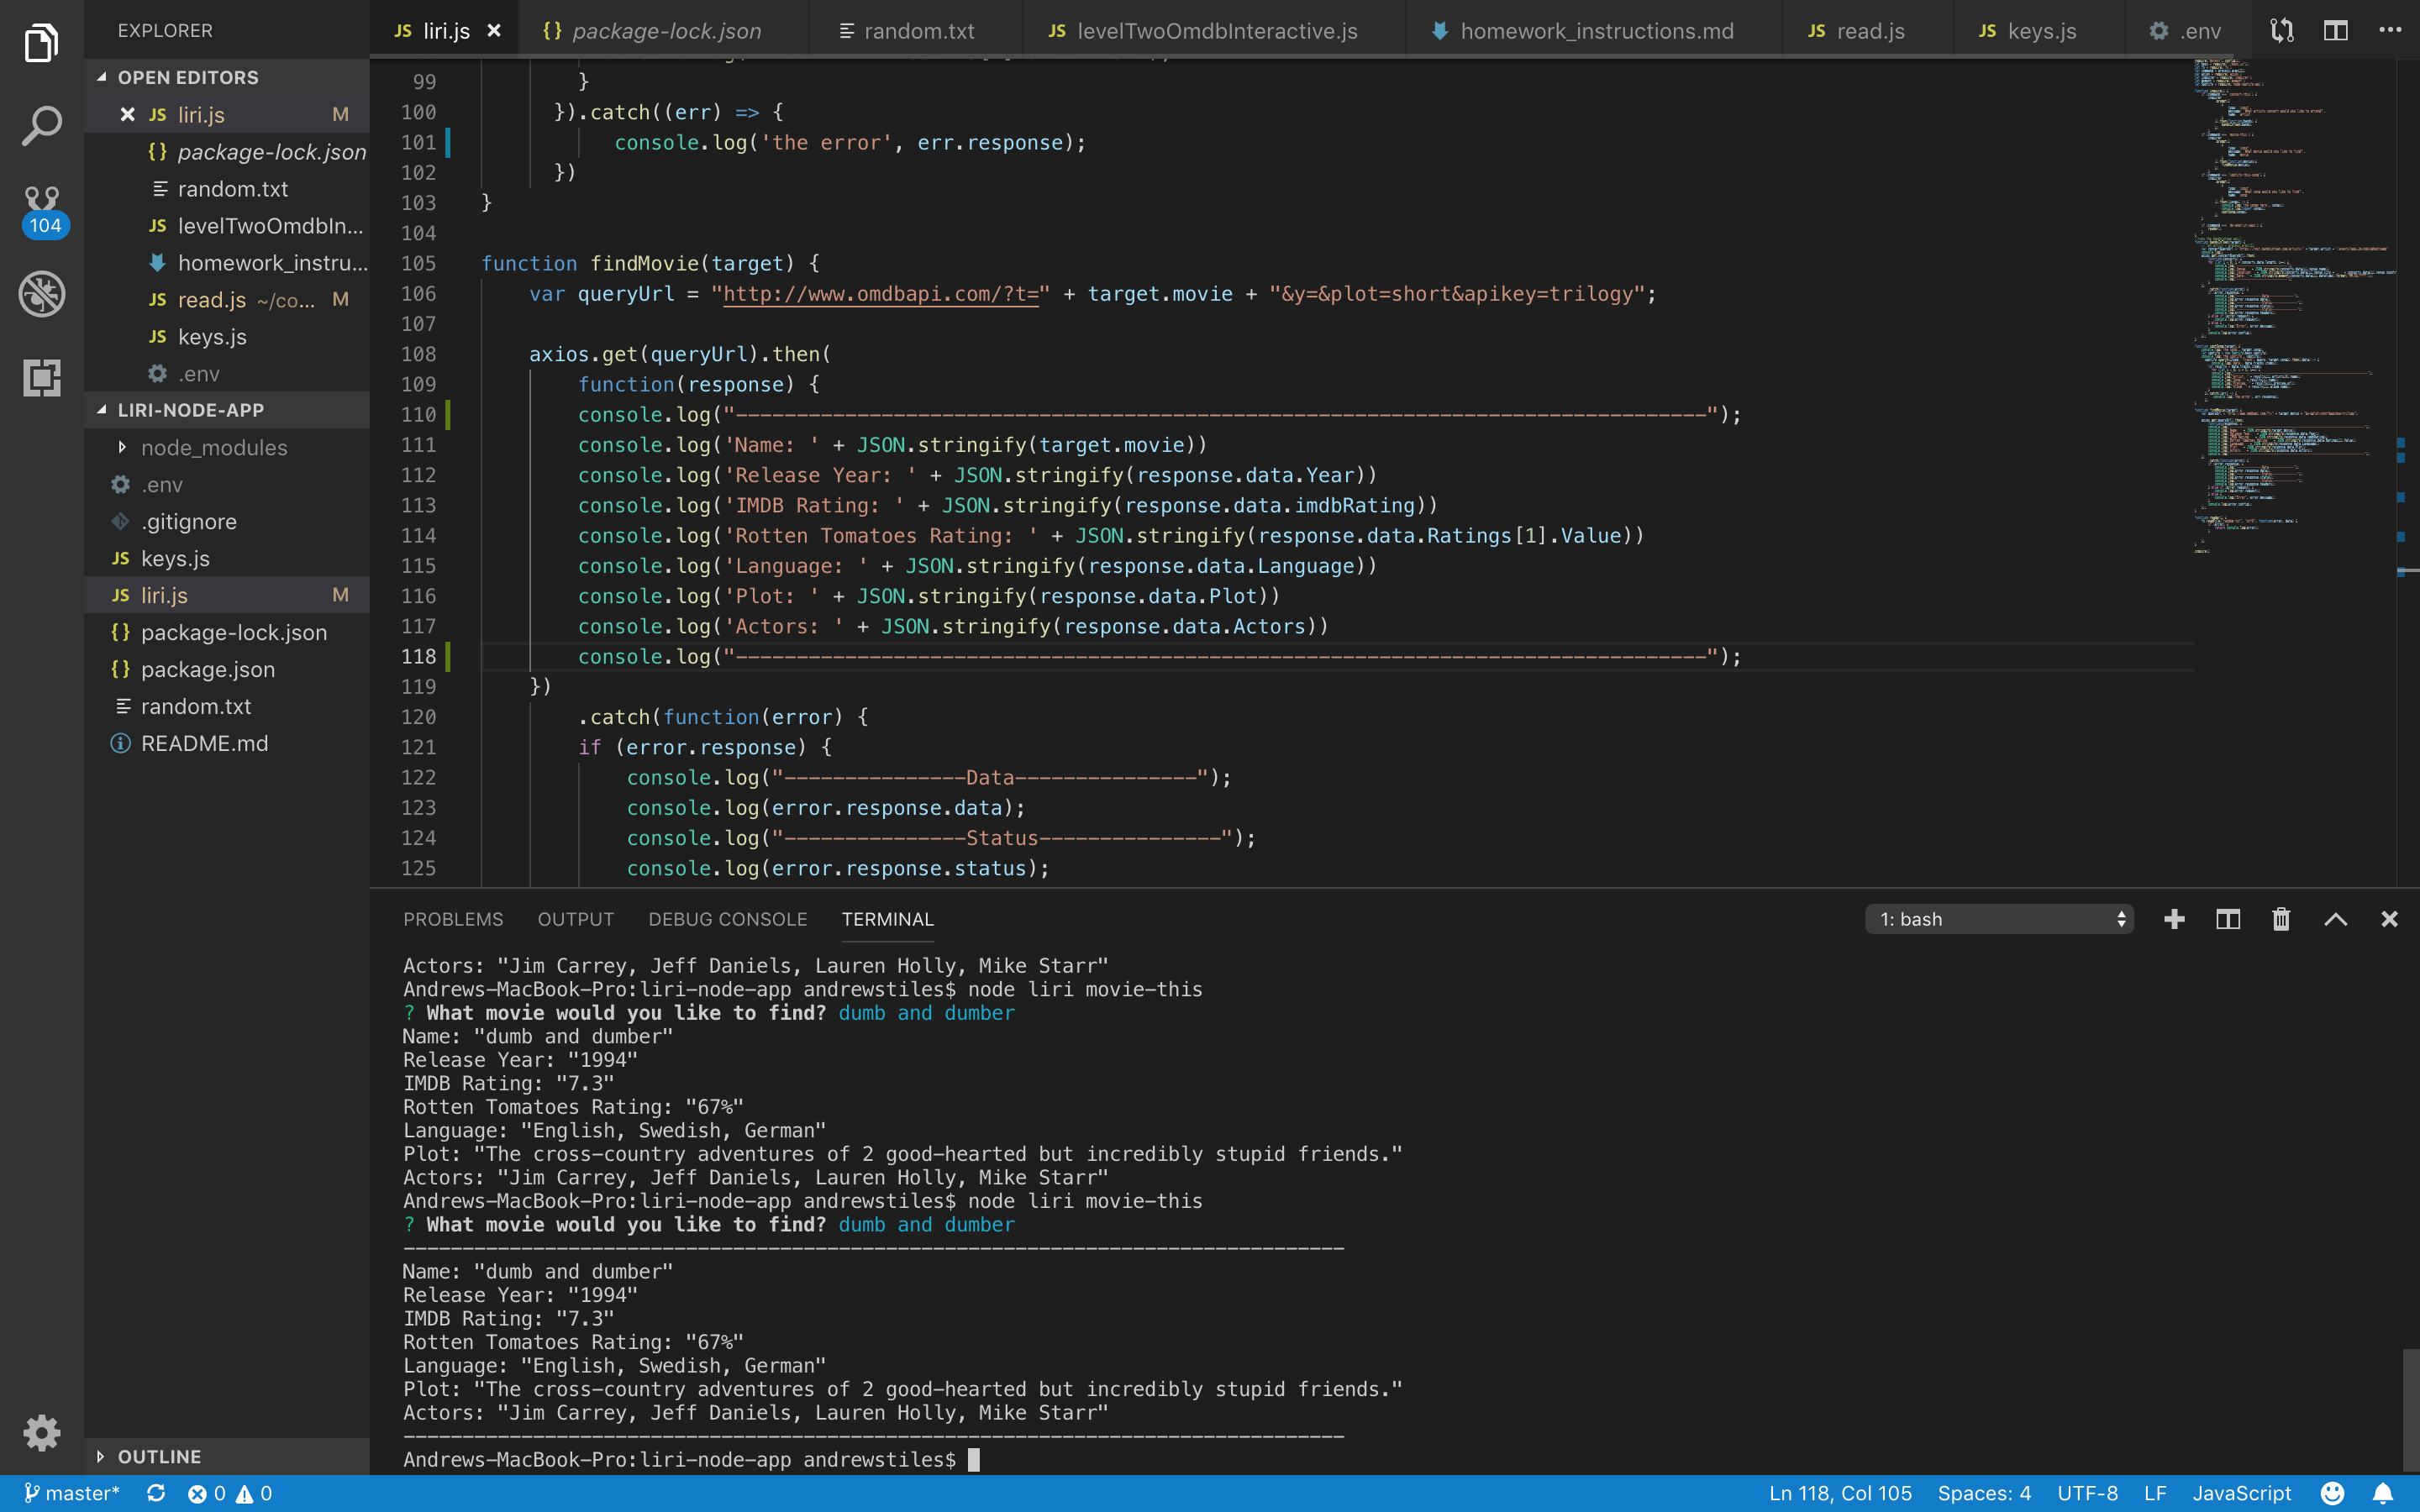 EXPLORER
OPEN EDITORS
JS liri.js M
{} package-lock.json
random.txt
JS levelTwoOmdbIn...
homework_instru...
JS read.js ~/co... M
JS keys.js
.env
LIRI-NODE-APP
node_modules
.env
.gitignore
JS keys.js
JS liri.js M
{} package-lock.json
{} package.json
random.txt
README.md
OUTLINE
104
JS liri.js {} package-lock.json random.txt JS levelTwoOmdbInteractive.js homework_instructions.md JS read.js JS keys.js .env
99 }
100 }).catch((err) => {
101 console.log('the error', err.response);
102 })
103 }
104
105 function findMovie(target) {
106 var queryUrl = "http://www.omdbapi.com/?t=" + target.movie + "&y=&plot=short&apikey=trilogy";
107
108 axios.get(queryUrl).then(
109 function(response) {
110 console.log("--------------------------------------------------------------------------------");
111 console.log('Name: ' + JSON.stringify(target.movie))
112 console.log('Release Year: ' + JSON.stringify(response.data.Year))
113 console.log('IMDB Rating: ' + JSON.stringify(response.data.imdbRating))
114 console.log('Rotten Tomatoes Rating: ' + JSON.stringify(response.data.Ratings[1].Value))
115 console.log('Language: ' + JSON.stringify(response.data.Language))
116 console.log('Plot: ' + JSON.stringify(response.data.Plot))
117 console.log('Actors: ' + JSON.stringify(response.data.Actors))
118 console.log("--------------------------------------------------------------------------------");
119 })
120 .catch(function(error) {
121 if (error.response) {
122 console.log("---------------Data---------------");
123 console.log(error.response.data);
124 console.log("---------------Status---------------");
125 console.log(error.response.status);
PROBLEMS OUTPUT DEBUG CONSOLE TERMINAL 1: bash
Actors: "Jim Carrey, Jeff Daniels, Lauren Holly, Mike Starr"
Andrews-MacBook-Pro:liri-node-app andrewstiles$ node liri movie-this
? What movie would you like to find? dumb and dumber
Name: "dumb and dumber"
Release Year: "1994"
IMDB Rating: "7.3"
Rotten Tomatoes Rating: "67%"
Language: "English, Swedish, German"
Plot: "The cross-country adventures of 2 good-hearted but incredibly stupid friends."
Actors: "Jim Carrey, Jeff Daniels, Lauren Holly, Mike Starr"
Andrews-MacBook-Pro:liri-node-app andrewstiles$ node liri movie-this
? What movie would you like to find? dumb and dumber
--------------------------------------------------------------------------------
Name: "dumb and dumber"
Release Year: "1994"
IMDB Rating: "7.3"
Rotten Tomatoes Rating: "67%"
Language: "English, Swedish, German"
Plot: "The cross-country adventures of 2 good-hearted but incredibly stupid friends."
Actors: "Jim Carrey, Jeff Daniels, Lauren Holly, Mike Starr"
--------------------------------------------------------------------------------
Andrews-MacBook-Pro:liri-node-app andrewstiles$
master* 0 0 Ln 118, Col 105 Spaces: 4 UTF-8 LF JavaScript